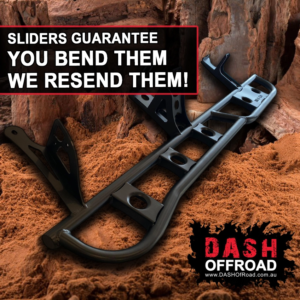 SLIDERS GUARANTEE
YOU BEND THEM
WE RESEND THEM!
DASH
OFFROAD
www.DASHOffRoad.com.au